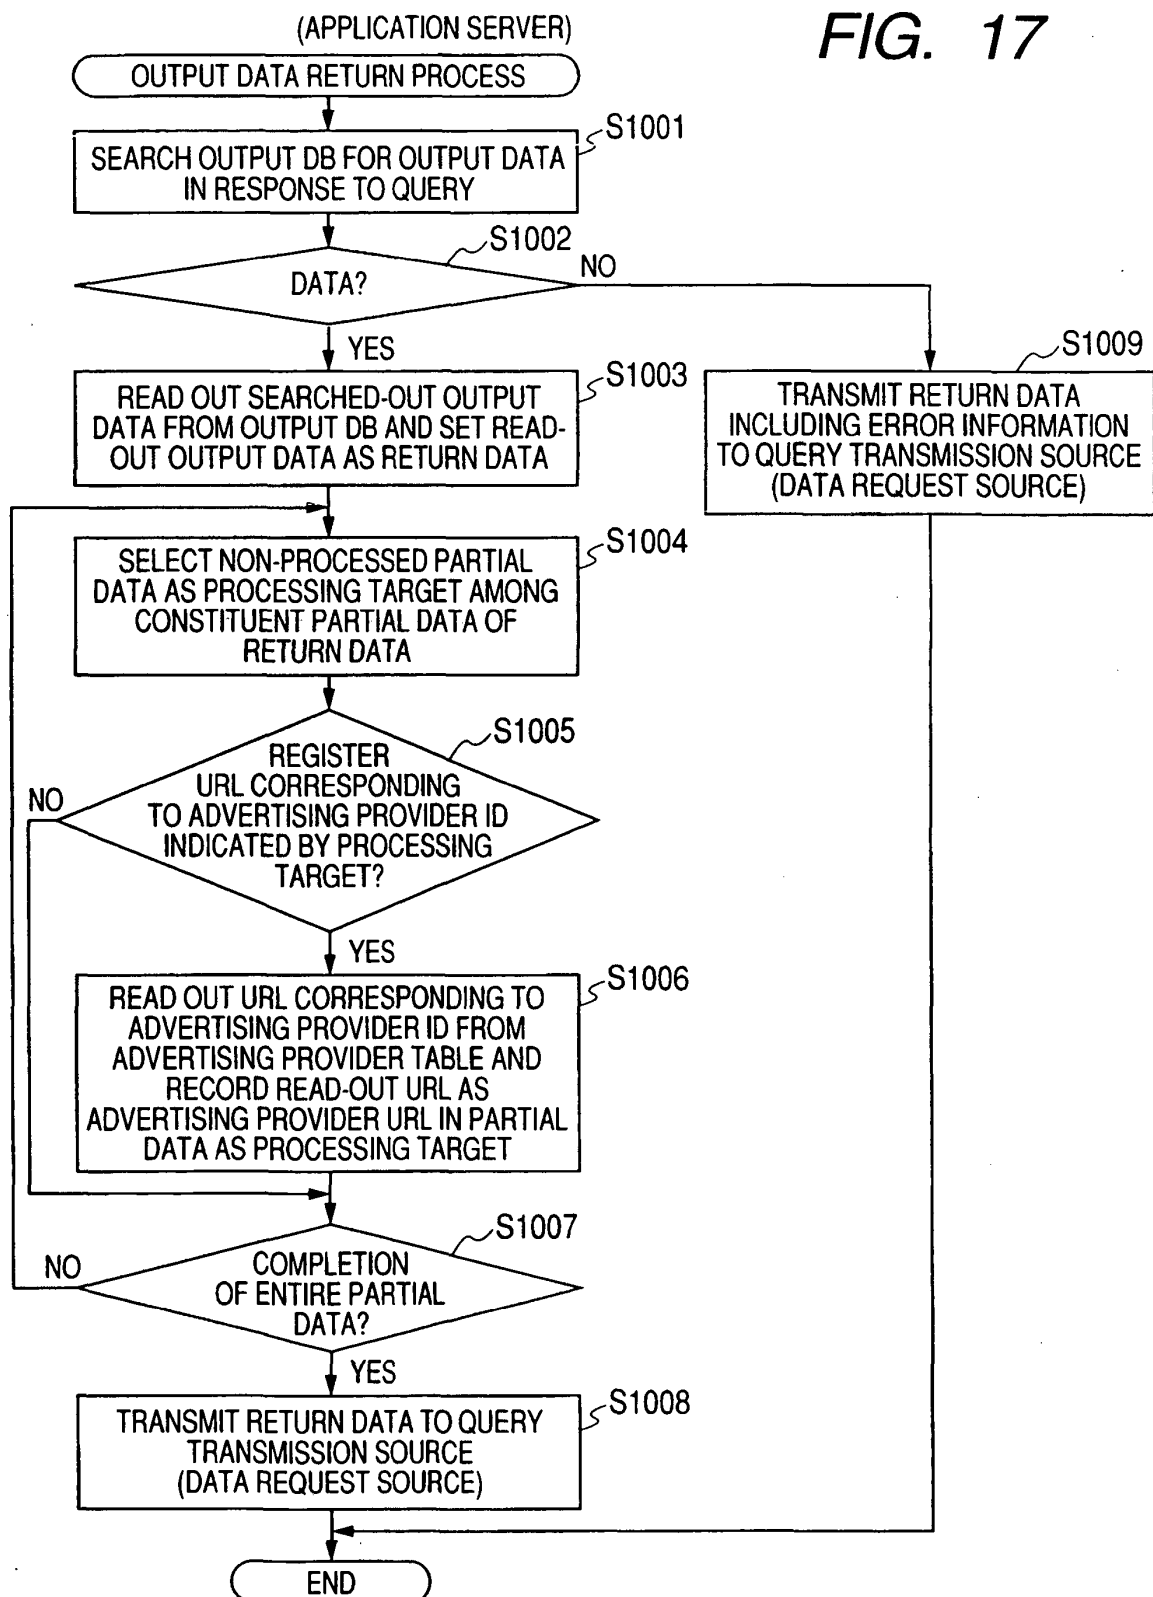 (APPLICATION SERVER)
FIG. 17
OUTPUT DATA RETURN PROCESS
S1001
SEARCH OUTPUT DB FOR OUTPUT DATA
IN RESPONSE TO QUERY
S1002
DATA?
NO
YES
S1003
READ OUT SEARCHED-OUT OUTPUT
DATA FROM OUTPUT DB AND SET READ-
OUT OUTPUT DATA AS RETURN DATA
S1009
TRANSMIT RETURN DATA
INCLUDING ERROR INFORMATION
TO QUERY TRANSMISSION SOURCE
(DATA REQUEST SOURCE)
S1004
SELECT NON-PROCESSED PARTIAL
DATA AS PROCESSING TARGET AMONG
CONSTITUENT PARTIAL DATA OF
RETURN DATA
S1005
REGISTER
URL CORRESPONDING
TO ADVERTISING PROVIDER ID
INDICATED BY PROCESSING
TARGET?
NO
YES
S1006
READ OUT URL CORRESPONDING TO
ADVERTISING PROVIDER ID FROM
ADVERTISING PROVIDER TABLE AND
RECORD READ-OUT URL AS
ADVERTISING PROVIDER URL IN PARTIAL
DATA AS PROCESSING TARGET
S1007
COMPLETION
OF ENTIRE PARTIAL
DATA?
NO
YES
S1008
TRANSMIT RETURN DATA TO QUERY
TRANSMISSION SOURCE
(DATA REQUEST SOURCE)
END